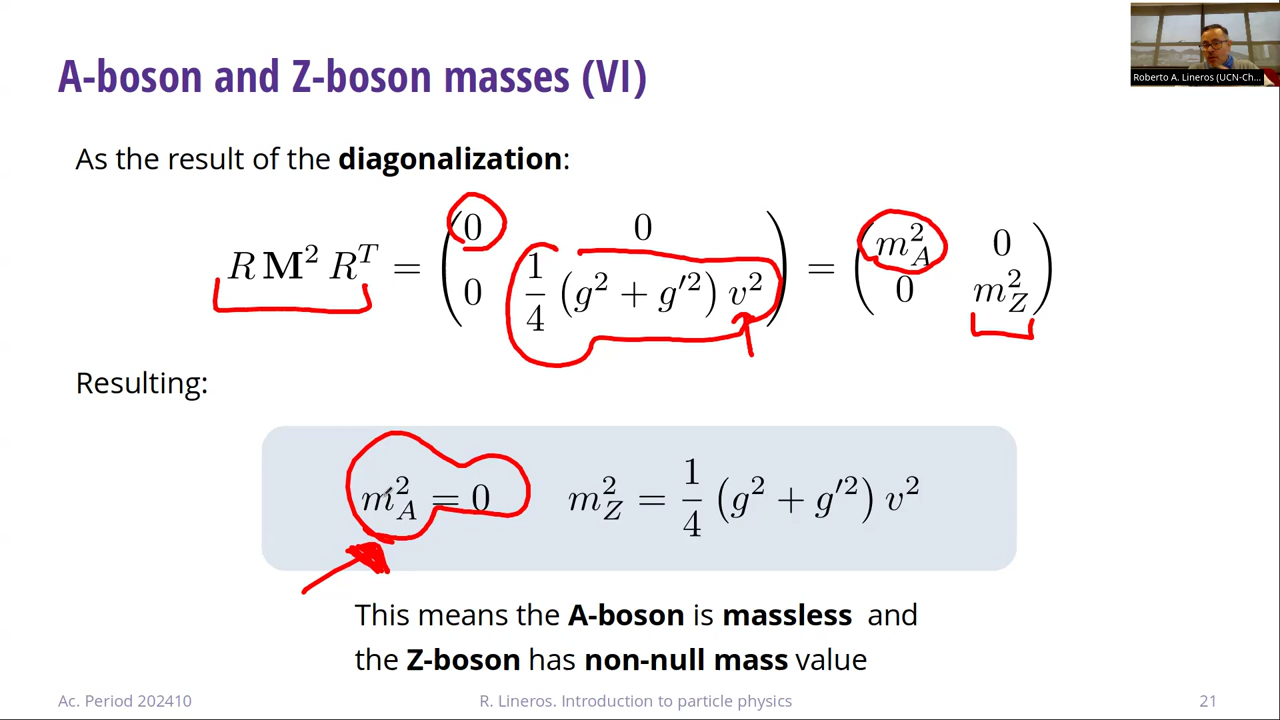 A-boson and Z-boson masses (VI)
Roberto A. Lineros (UCN-Ch...
As the result of the diagonalization:
R M² Rᵀ = ( 0 0 ; 0 1/4 (g² + g′²) v² ) = ( m_A² 0 ; 0 m_Z² )
Resulting:
m_A² = 0 m_Z² = 1/4 (g² + g′²) v²
This means the A-boson is massless and
the Z-boson has non-null mass value
Ac. Period 202410 R. Lineros. Introduction to particle physics 21